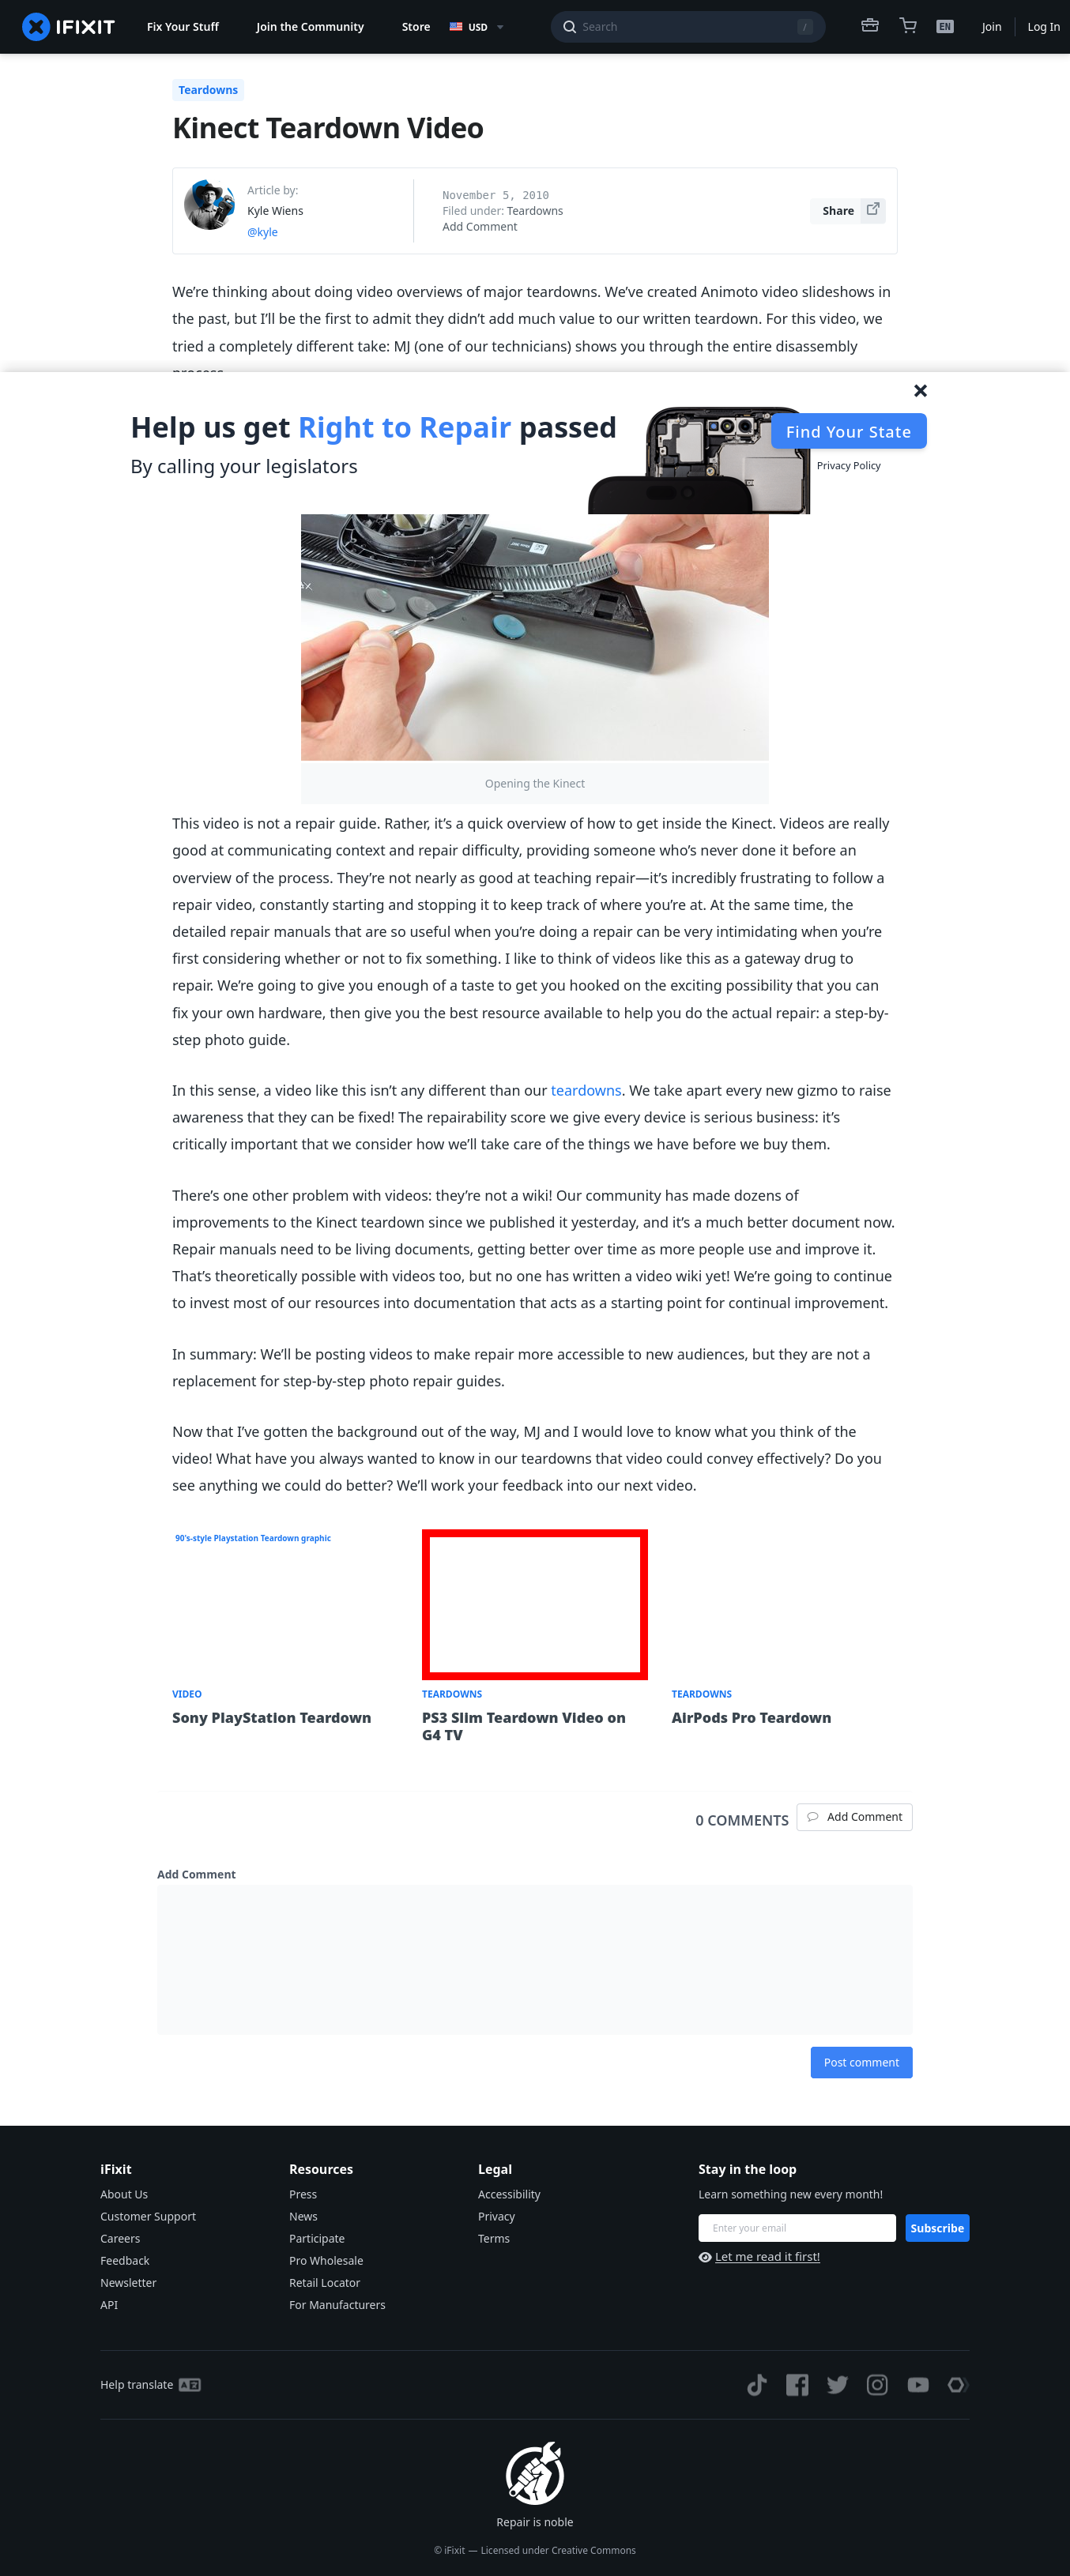 IFIXIT
Fix Your Stuff
Join the Community
Store
USD
Search
/
EN
Join
Log In
Teardowns
Kinect Teardown Video
Article by:
Kyle Wiens
@kyle
November 5, 2010
Filed under: Teardowns
Add Comment
Share
We’re thinking about doing video overviews of major teardowns. We’ve created Animoto video slideshows in
the past, but I’ll be the first to admit they didn’t add much value to our written teardown. For this video, we
tried a completely different take: MJ (one of our technicians) shows you through the entire disassembly
Help us get Right to Repair passed
By calling your legislators
Find Your State
Privacy Policy
Opening the Kinect
This video is not a repair guide. Rather, it’s a quick overview of how to get inside the Kinect. Videos are really
good at communicating context and repair difficulty, providing someone who’s never done it before an
overview of the process. They’re not nearly as good at teaching repair—it’s incredibly frustrating to follow a
repair video, constantly starting and stopping it to keep track of where you’re at. At the same time, the
detailed repair manuals that are so useful when you’re doing a repair can be very intimidating when you’re
first considering whether or not to fix something. I like to think of videos like this as a gateway drug to
repair. We’re going to give you enough of a taste to get you hooked on the exciting possibility that you can
fix your own hardware, then give you the best resource available to help you do the actual repair: a step-by-
step photo guide.
In this sense, a video like this isn’t any different than our teardowns. We take apart every new gizmo to raise
awareness that they can be fixed! The repairability score we give every device is serious business: it’s
critically important that we consider how we’ll take care of the things we have before we buy them.
There’s one other problem with videos: they’re not a wiki! Our community has made dozens of
improvements to the Kinect teardown since we published it yesterday, and it’s a much better document now.
Repair manuals need to be living documents, getting better over time as more people use and improve it.
That’s theoretically possible with videos too, but no one has written a video wiki yet! We’re going to continue
to invest most of our resources into documentation that acts as a starting point for continual improvement.
In summary: We’ll be posting videos to make repair more accessible to new audiences, but they are not a
replacement for step-by-step photo repair guides.
Now that I’ve gotten the background out of the way, MJ and I would love to know what you think of the
video! What have you always wanted to know in our teardowns that video could convey effectively? Do you
see anything we could do better? We’ll work your feedback into our next video.
90's-style Playstation Teardown graphic
VIDEO
Sony PlayStation Teardown
TEARDOWNS
PS3 Slim Teardown Video on
G4 TV
TEARDOWNS
AirPods Pro Teardown
0 COMMENTS
Add Comment
Add Comment
Post comment
iFixit
About Us
Customer Support
Careers
Feedback
Newsletter
API
Resources
Press
News
Participate
Pro Wholesale
Retail Locator
For Manufacturers
Legal
Accessibility
Privacy
Terms
Stay in the loop
Learn something new every month!
Enter your email
Subscribe
Let me read it first!
Help translate
Repair is noble
© iFixit — Licensed under Creative Commons